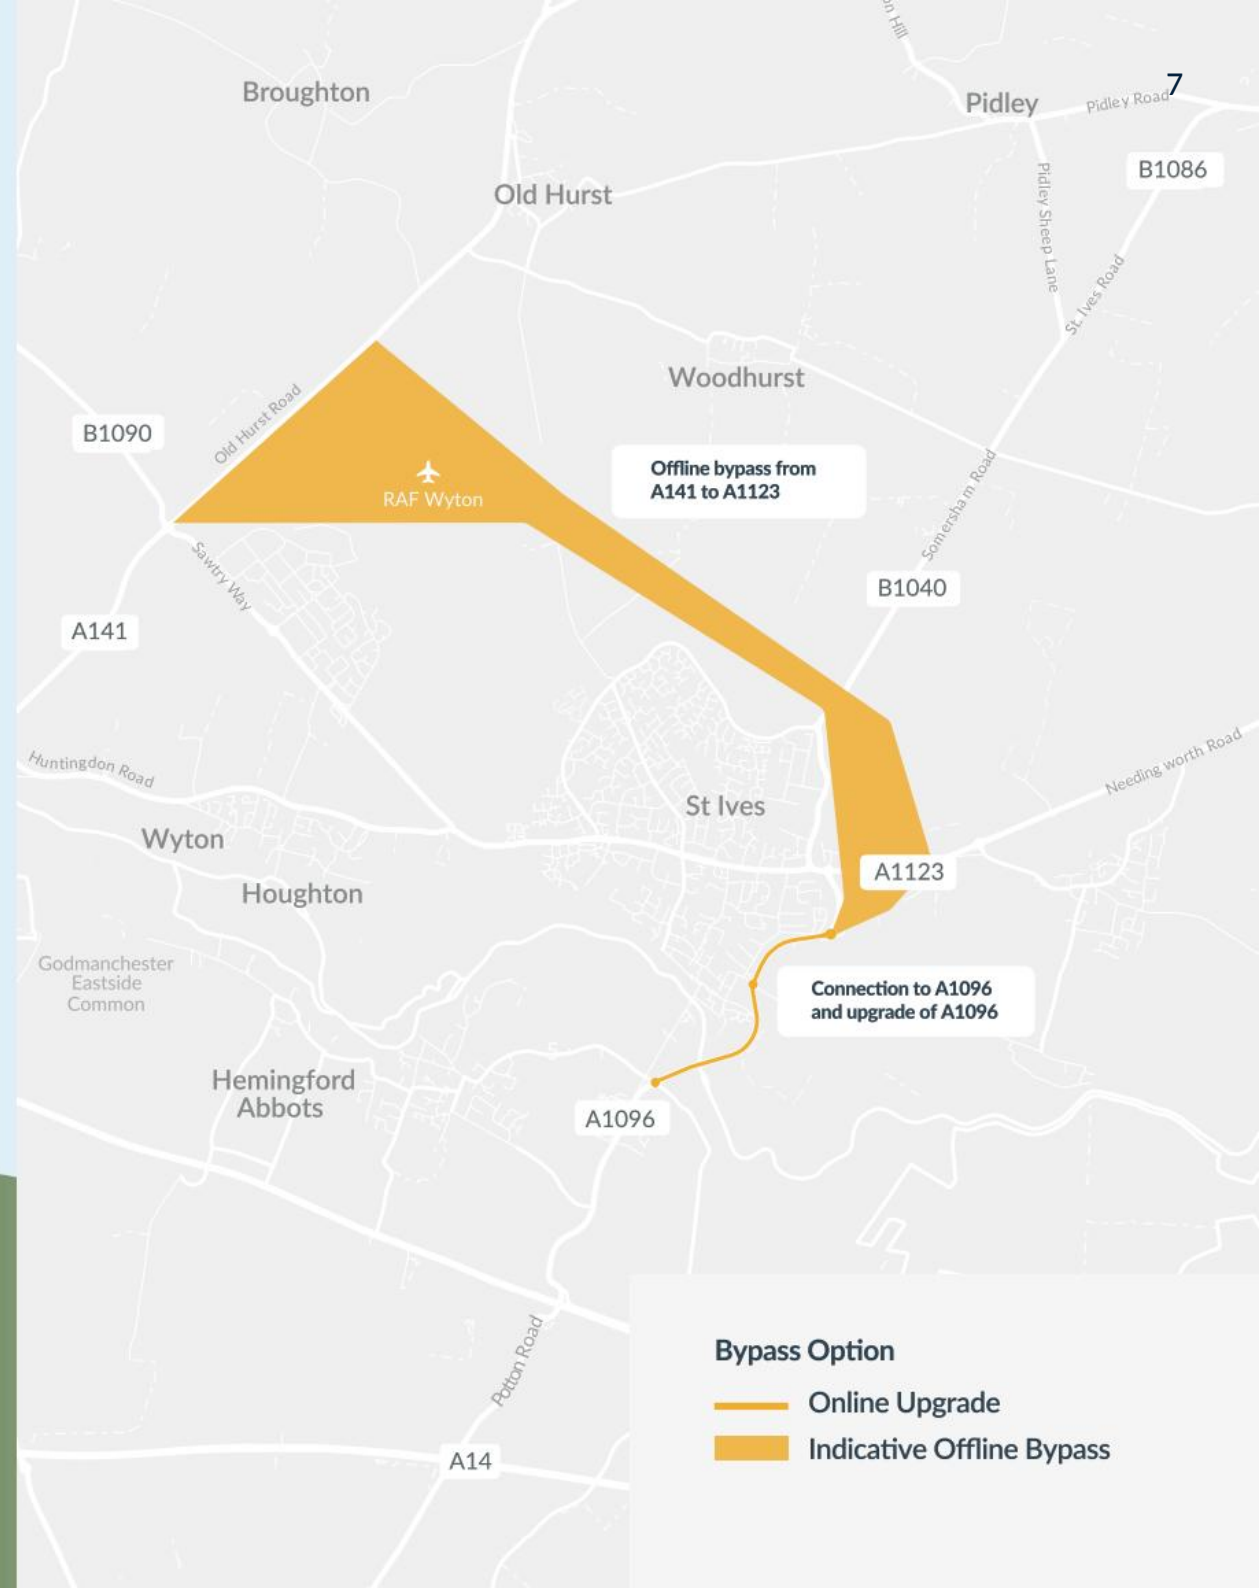 on Hill
Broughton
Pidley
Pidley Road
7
B1086
Old Hurst
Pidley Sheep Lane
St. Ives Road
Woodhurst
Old Hurst Road
B1090
Offline bypass from
A141 to A1123
RAF Wyton
Somersham Road
Sawtry Way
B1040
A141
Huntingdon Road
Needingworth Road
St Ives
Wyton
A1123
Houghton
Godmanchester
Eastside
Common
Connection to A1096
and upgrade of A1096
Hemingford
Abbots
A1096
Potton Road
A14
Bypass Option
Online Upgrade
Indicative Offline Bypass